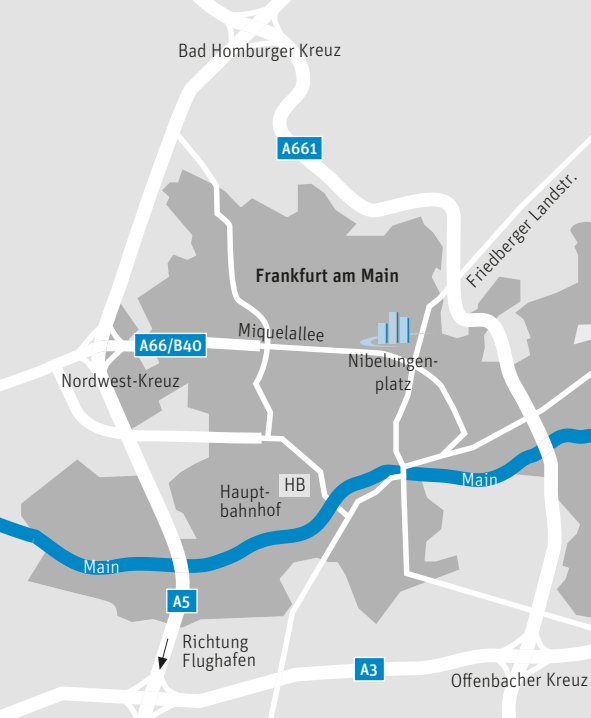 Bad Homburger Kreuz
A661
Friedberger Landstr.
Frankfurt am Main
Miquelallee
A66/B40
Nibelungen-
platz
Nordwest-Kreuz
HB
Haupt-
bahnhof
Main
Main
A5
Richtung
Flughafen
A3
Offenbacher Kreuz